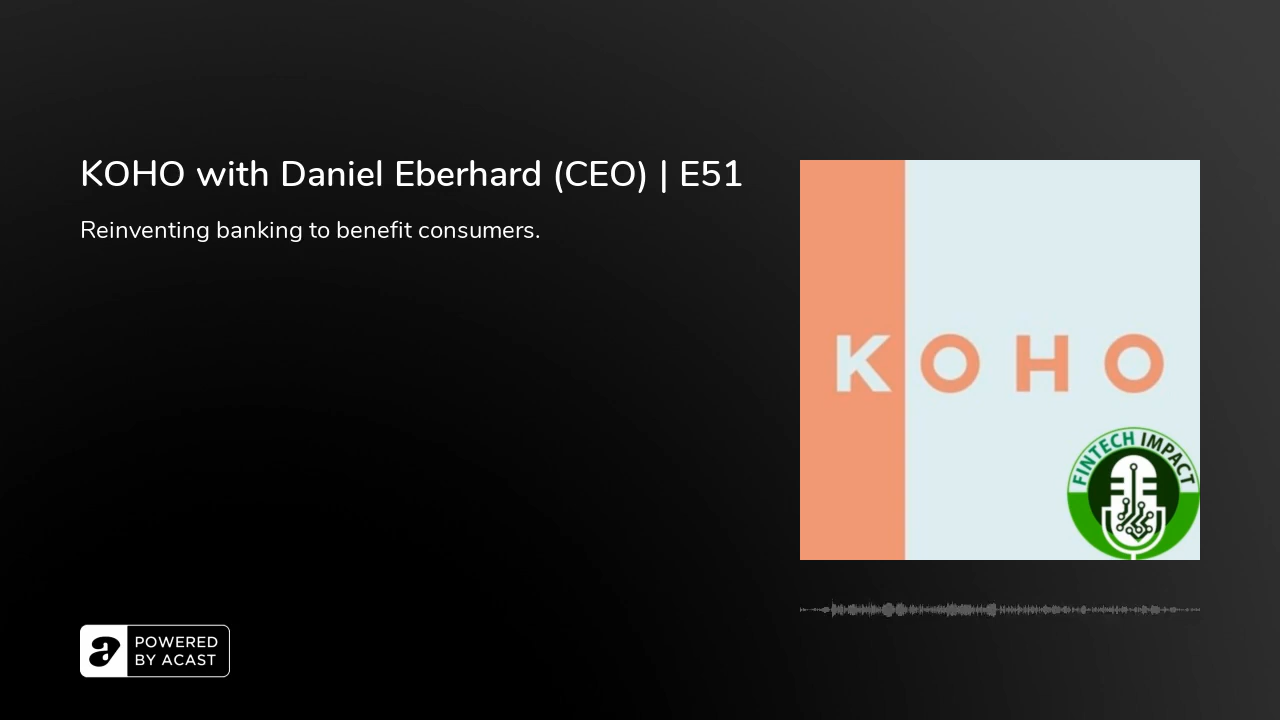 KOHO with Daniel Eberhard (CEO) | E51
Reinventing banking to benefit consumers.
KOHO
FINTECH IMPACT
a
POWERED
BY ACAST